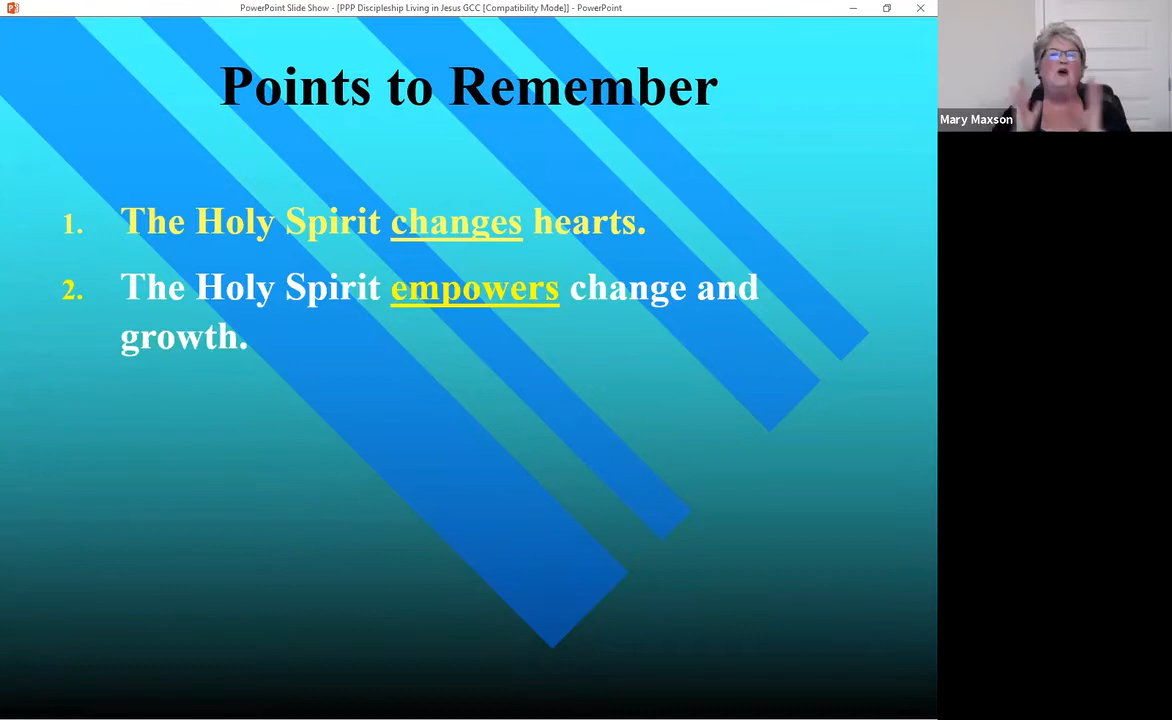 PowerPoint Slide Show - [PPP Discipleship Living in Jesus GCC [Compatibility Mode]] - PowerPoint
Points to Remember
1. The Holy Spirit changes hearts.
2. The Holy Spirit empowers change and
growth.
Mary Maxson